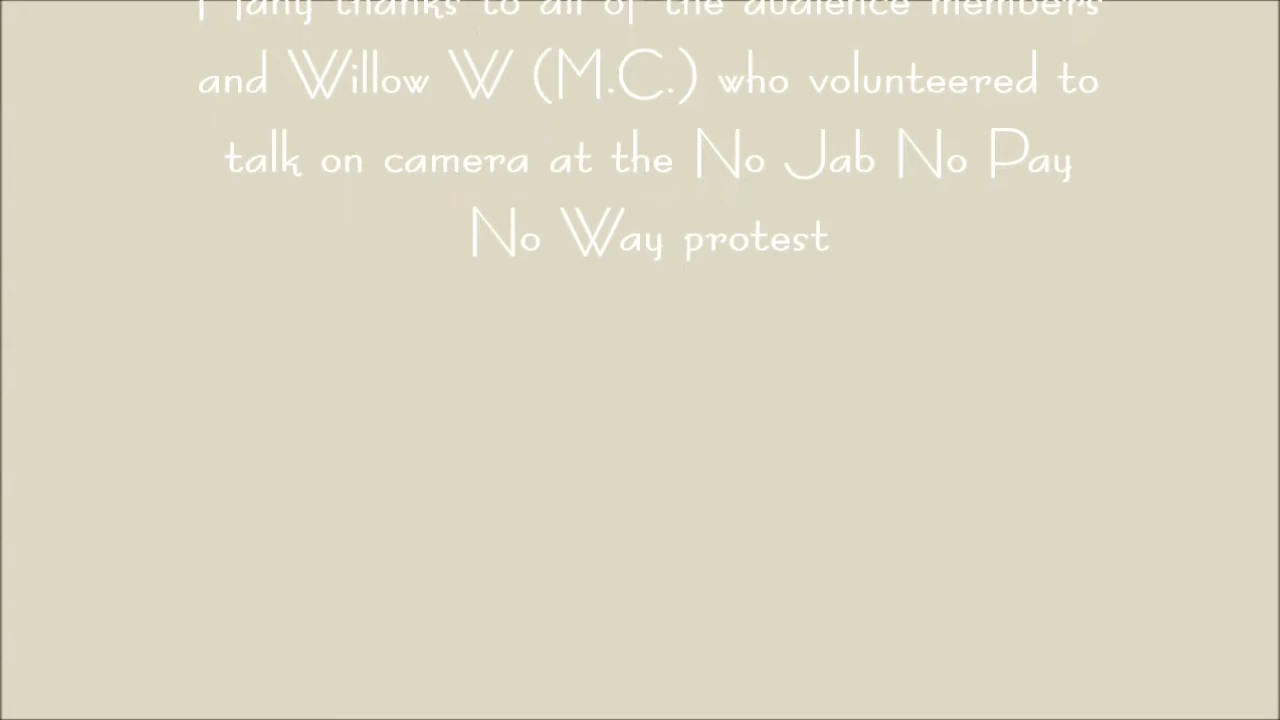 Many thanks to all of the audience members
and Willow W (M.C.) who volunteered to
talk on camera at the No Jab No Pay
No Way protest